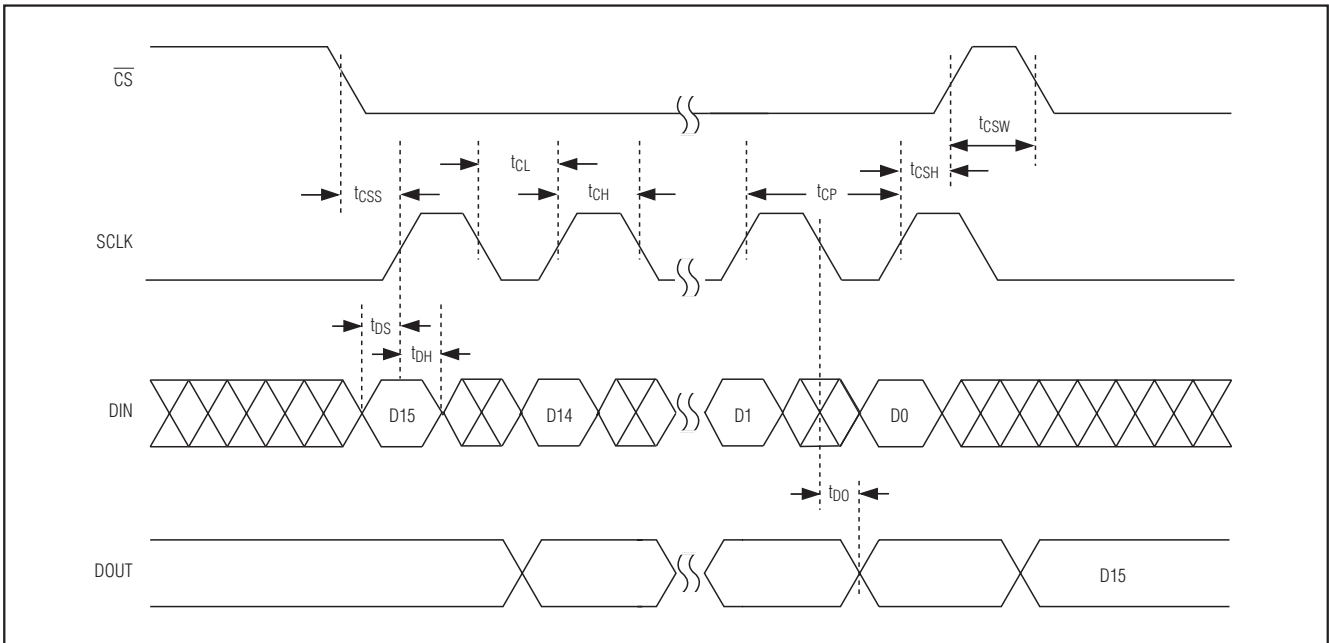 CS
tCSW
tCL
tCSH
tCSS
tCH
tCP
SCLK
tDS
tDH
DIN
D15
D14
D1
D0
tDO
DOUT
D15